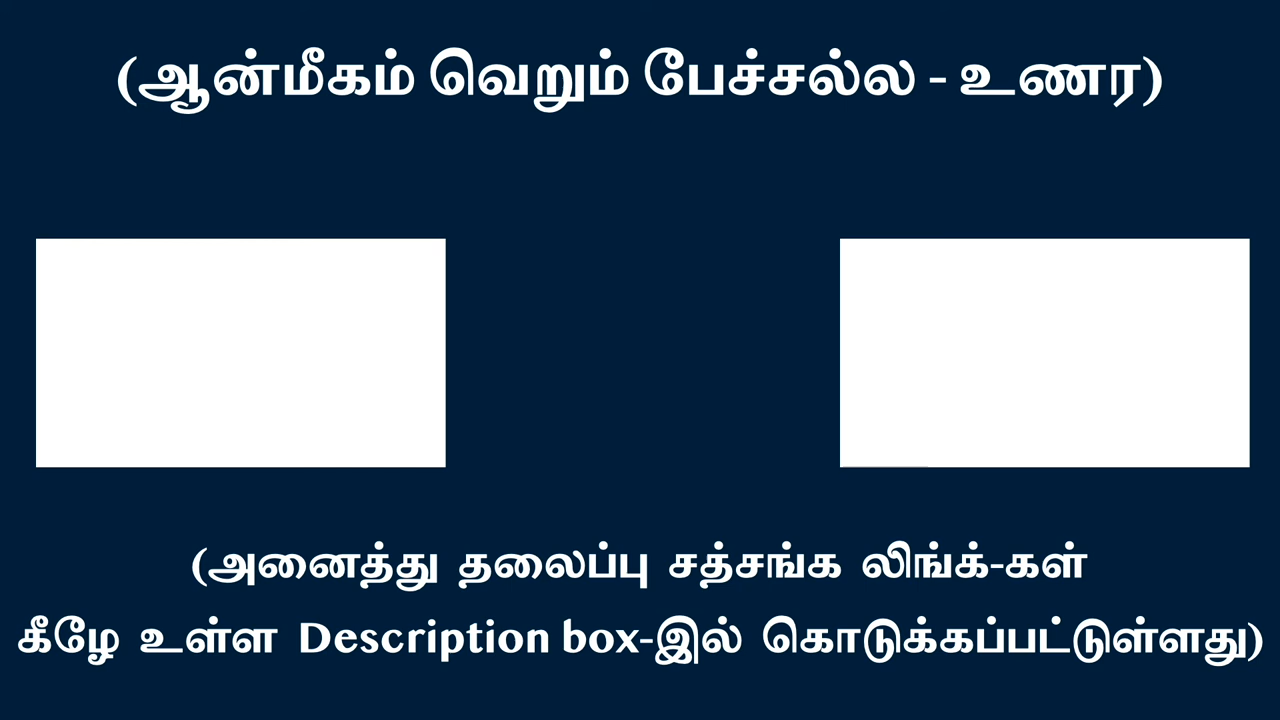 (ஆன்மீகம் வெறும் பேச்சல்ல - உணர)
(அனைத்து தலைப்பு சத்சங்க லிங்க்-கள்
கீழே உள்ள Description box-இல் கொடுக்கப்பட்டுள்ளது)